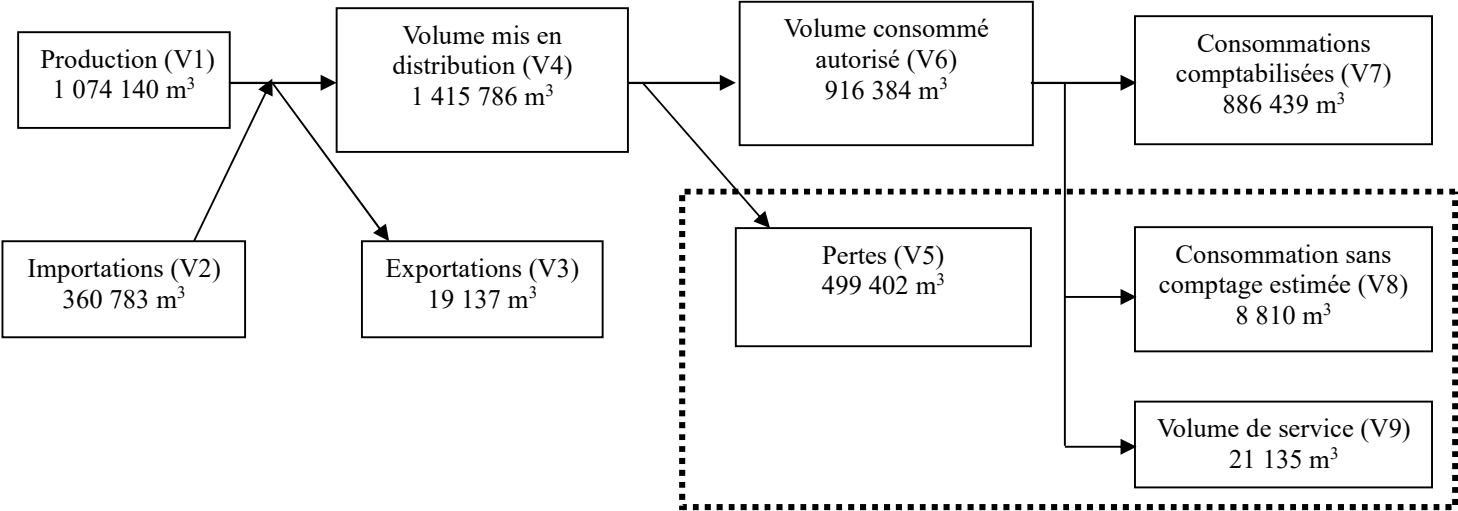 Production (V1)
1 074 140 m³
Volume mis en
distribution (V4)
1 415 786 m³
Volume consommé
autorisé (V6)
916 384 m³
Consommations
comptabilisées (V7)
886 439 m³
Importations (V2)
360 783 m³
Exportations (V3)
19 137 m³
Pertes (V5)
499 402 m³
Consommation sans
comptage estimée (V8)
8 810 m³
Volume de service (V9)
21 135 m³